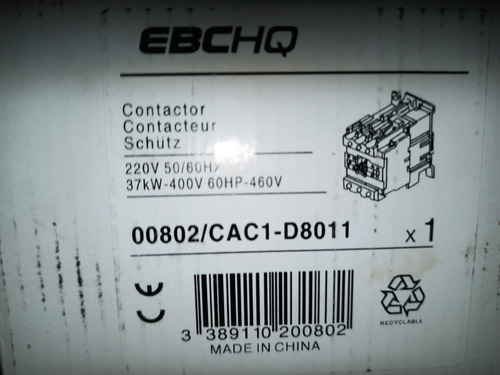 EBCHQ
Contactor
Contacteur
Schütz
220V 50/60Hz
37kW-400V 60HP-460V
00802/CAC1-D8011 x 1
CE
3 389110 200802
MADE IN CHINA
RECYCLABLE